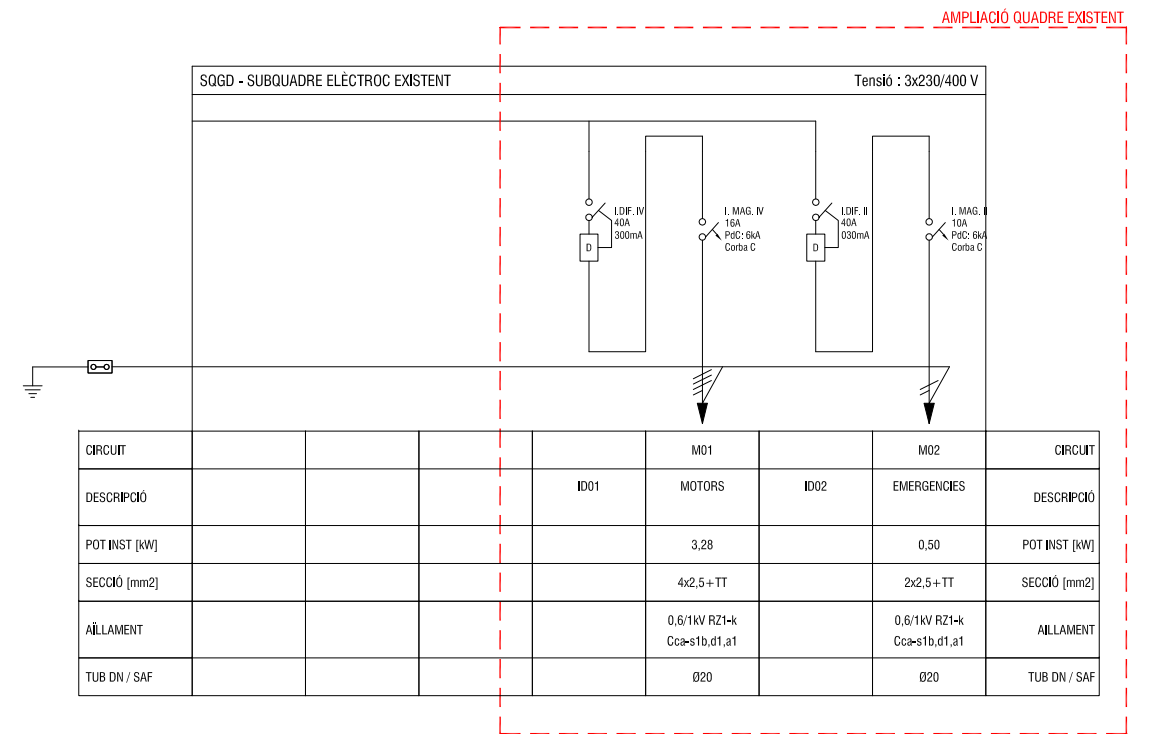 AMPLIACIÓ QUADRE EXISTENT
SQGD - SUBQUADRE ELÈCTROC EXISTENT
Tensió : 3x230/400 V
I.DIF. IV
40A
300mA
D
I. MAG. IV
16A
PdC: 6kA
Corba C
I.DIF. II
40A
030mA
D
I. MAG. II
10A
PdC: 6kA
Corba C
CIRCUIT M01 M02 CIRCUIT
DESCRIPCIÓ ID01 MOTORS ID02 EMERGENCIES DESCRIPCIÓ
POT INST [kW] 3,28 0,50 POT INST [kW]
SECCIÓ [mm2] 4x2,5+TT 2x2,5+TT SECCIÓ [mm2]
AÏLLAMENT 0,6/1kV RZ1-k 0,6/1kV RZ1-k AILLAMENT
Cca-s1b,d1,a1 Cca-s1b,d1,a1
TUB DN / SAF Ø20 Ø20 TUB DN / SAF